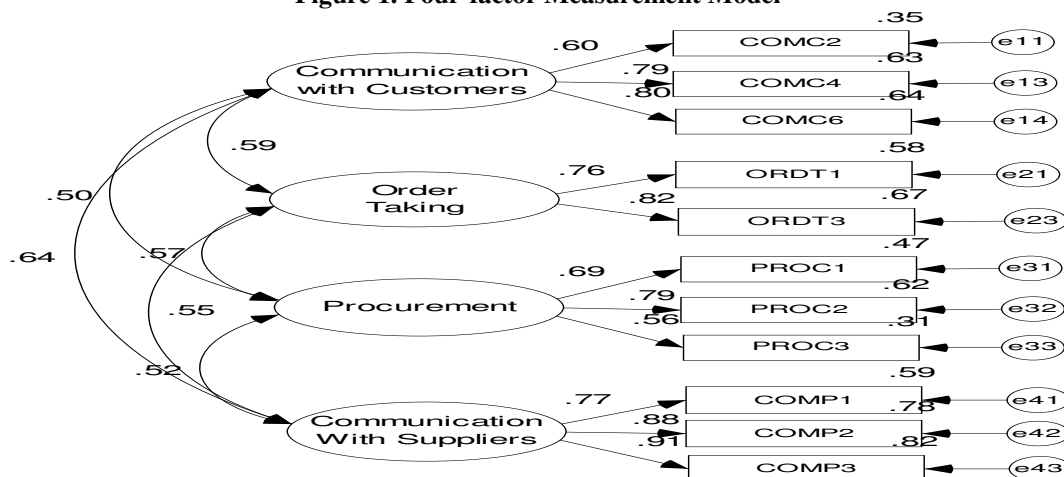 Figure 1. Four-factor Measurement Model
.35
.60
COMC2
e11
.63
Communication
with Customers
.79
COMC4
e13
.80
.64
COMC6
e14
.59
.58
.76
ORDT1
e21
Order
Taking
.50
.67
.82
ORDT3
e23
.47
.57
.64
.69
PROC1
e31
.62
.79
Procurement
PROC2
e32
.55
.56
.31
PROC3
e33
.52
.59
.77
COMP1
e41
.78
Communication
With Suppliers
.88
COMP2
e42
.91
.82
COMP3
e43